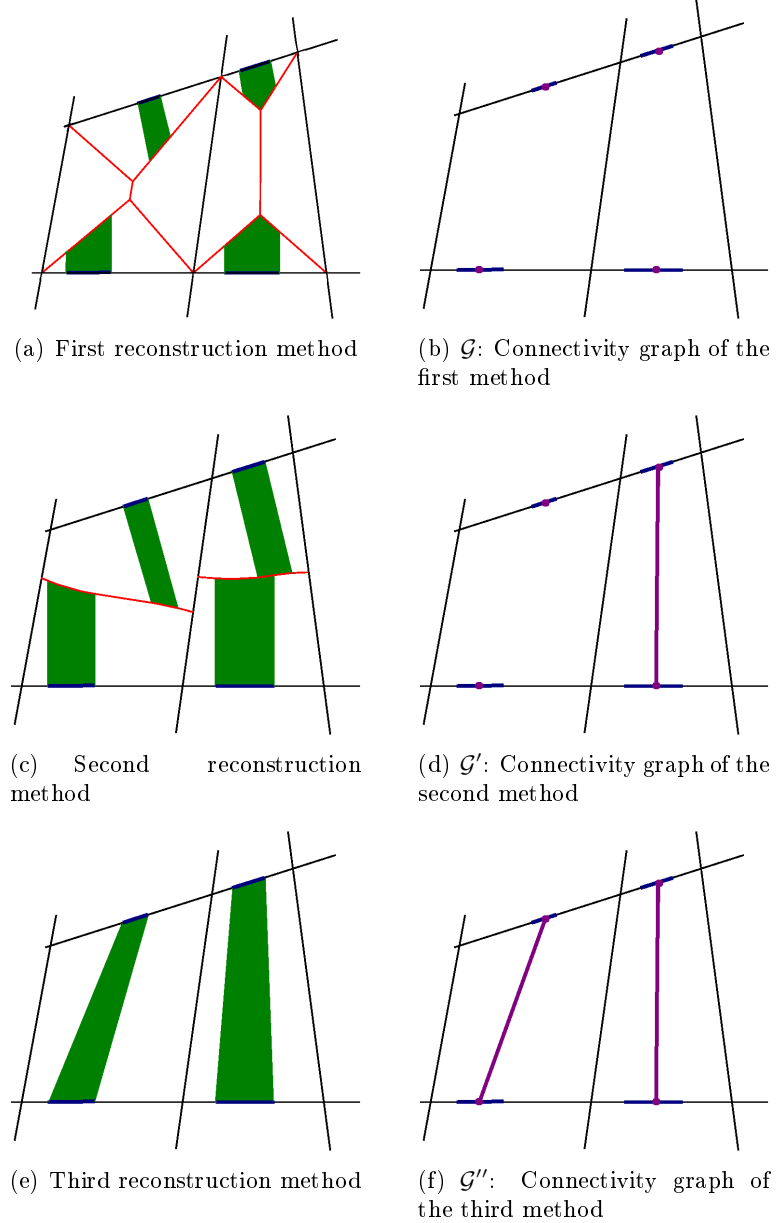 (a) First reconstruction method
(b) 𝒢: Connectivity graph of the
first method
(c) Second reconstruction
method
(d) 𝒢′: Connectivity graph of the
second method
(e) Third reconstruction method
(f) 𝒢′′: Connectivity graph of
the third method